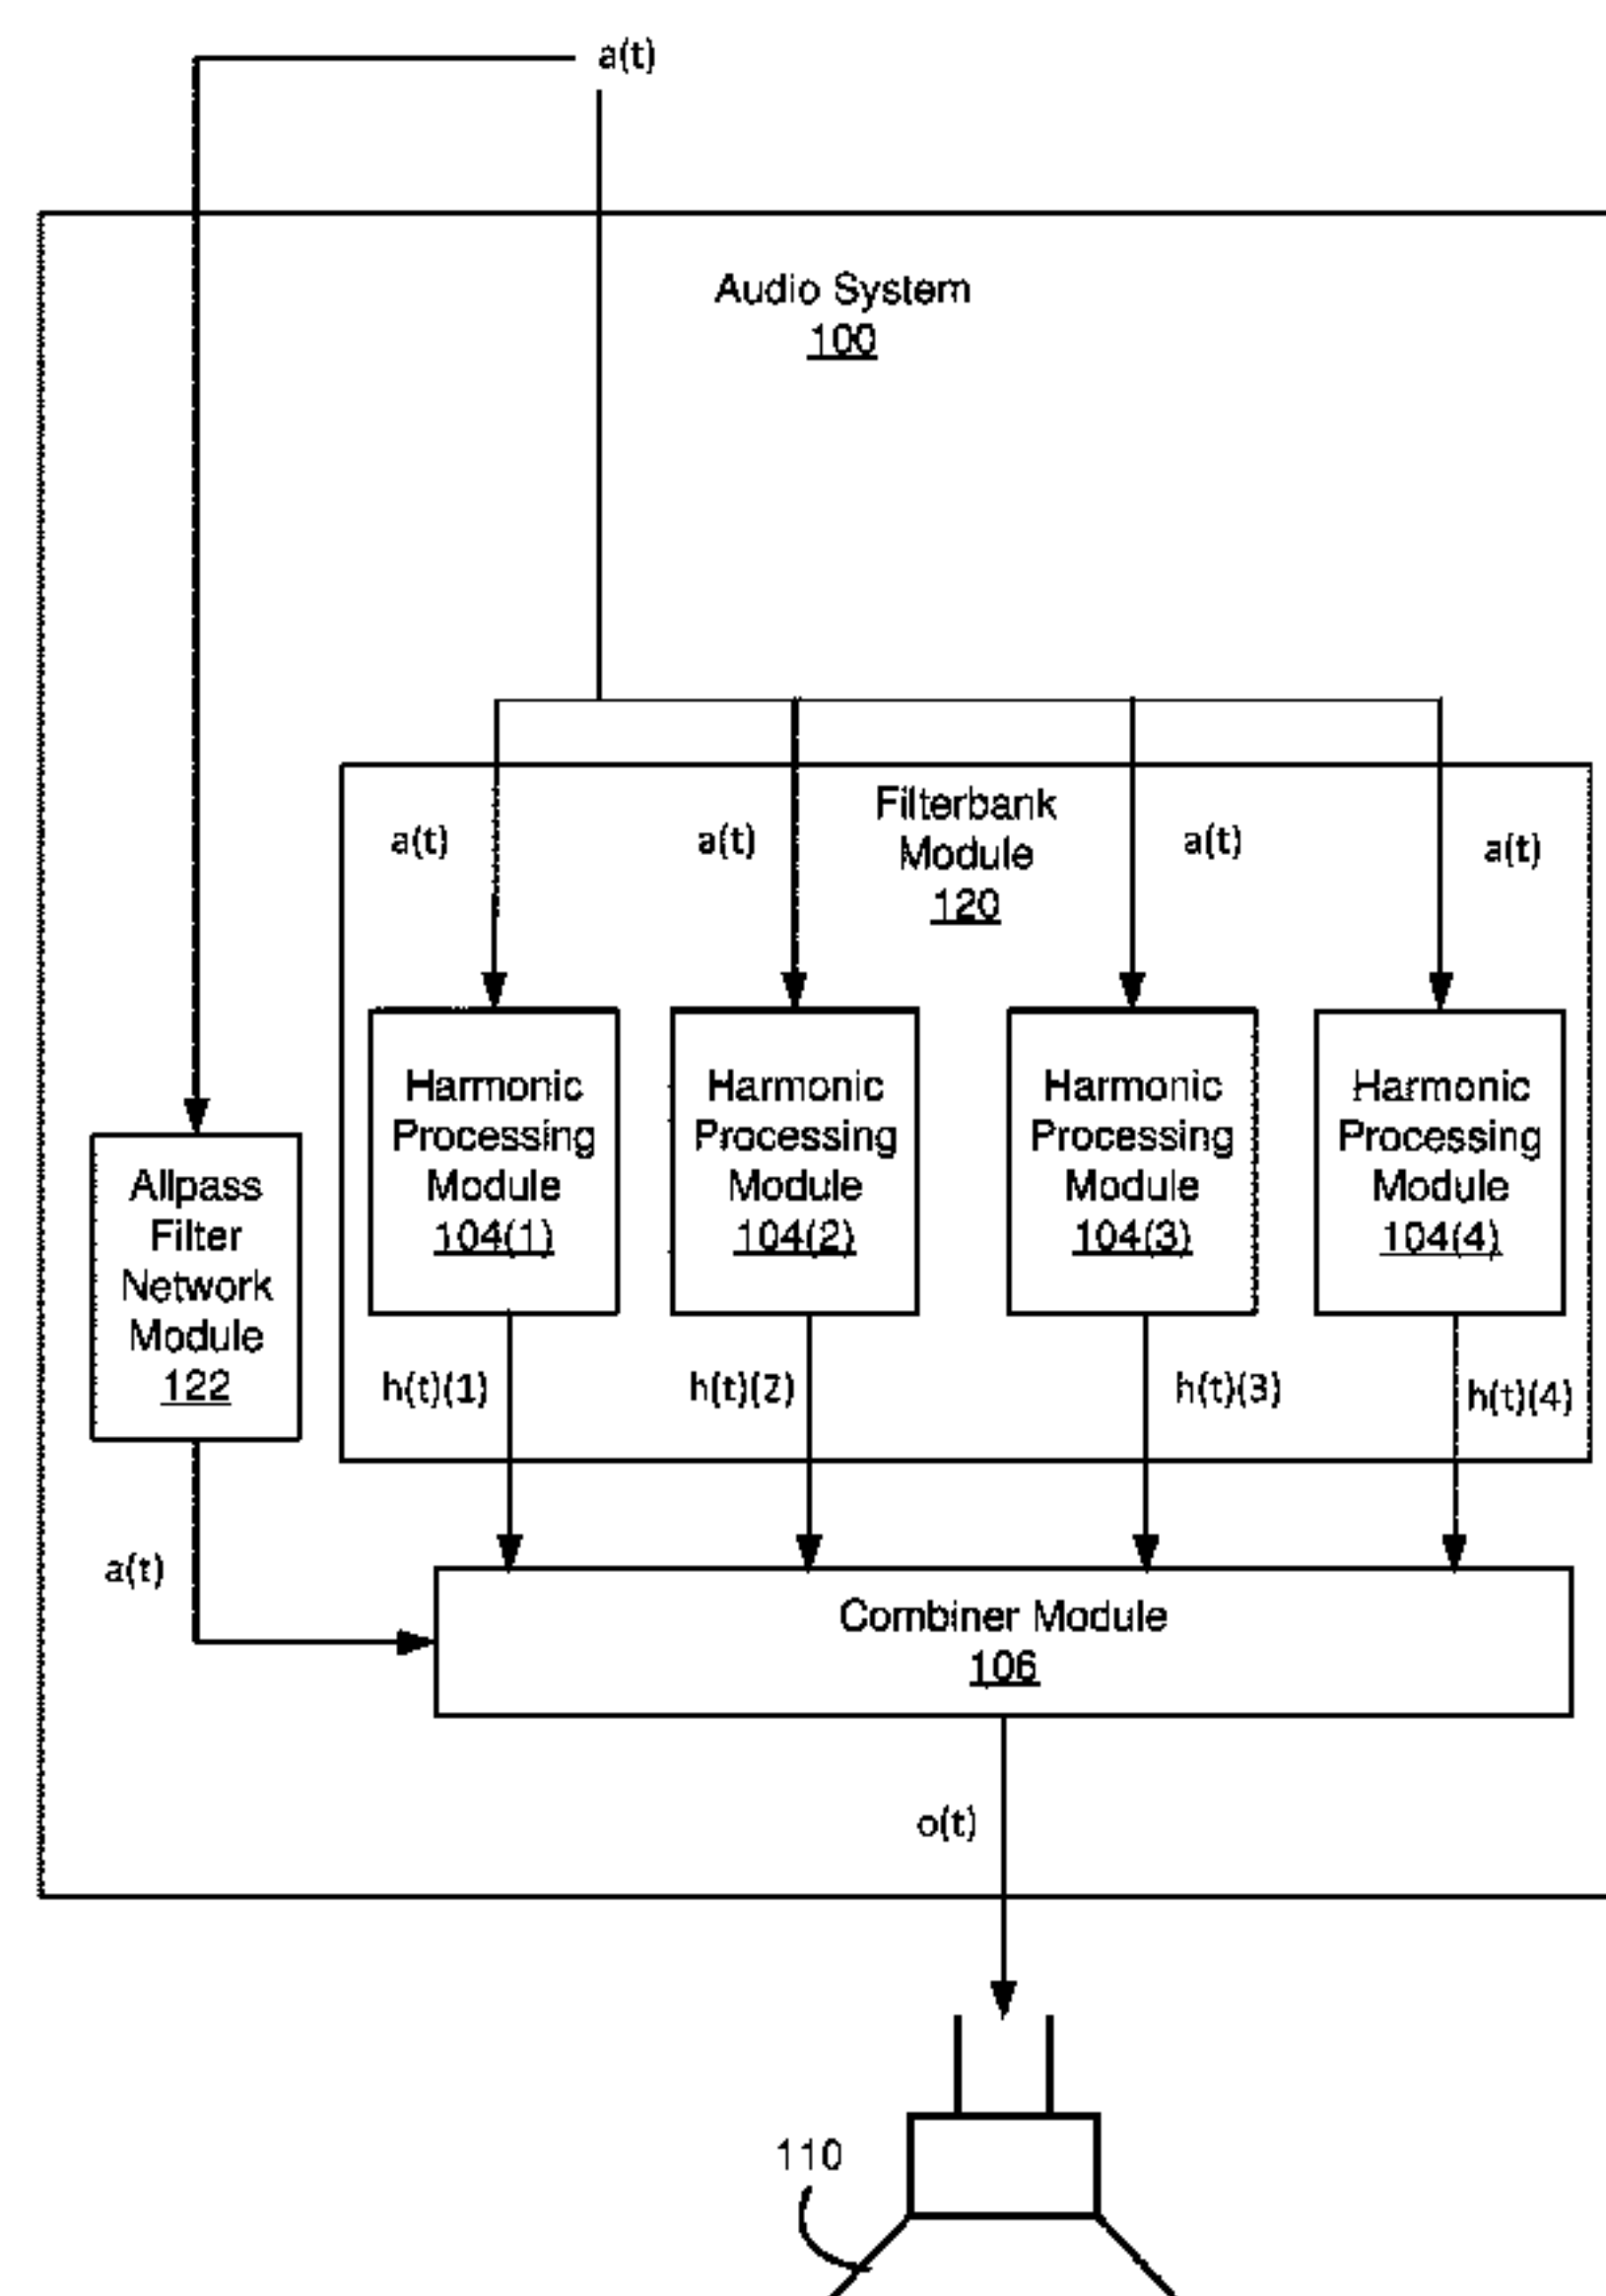 a(t)
Audio System
100
Filterbank
Module
120
a(t)
a(t)
a(t)
a(t)
Harmonic
Processing
Module
104(1)
Harmonic
Processing
Module
104(2)
Harmonic
Processing
Module
104(3)
Harmonic
Processing
Module
104(4)
Allpass
Filter
Network
Module
122
h(t)(1)
h(t)(2)
h(t)(3)
h(t)(4)
a(t)
Combiner Module
106
o(t)
110